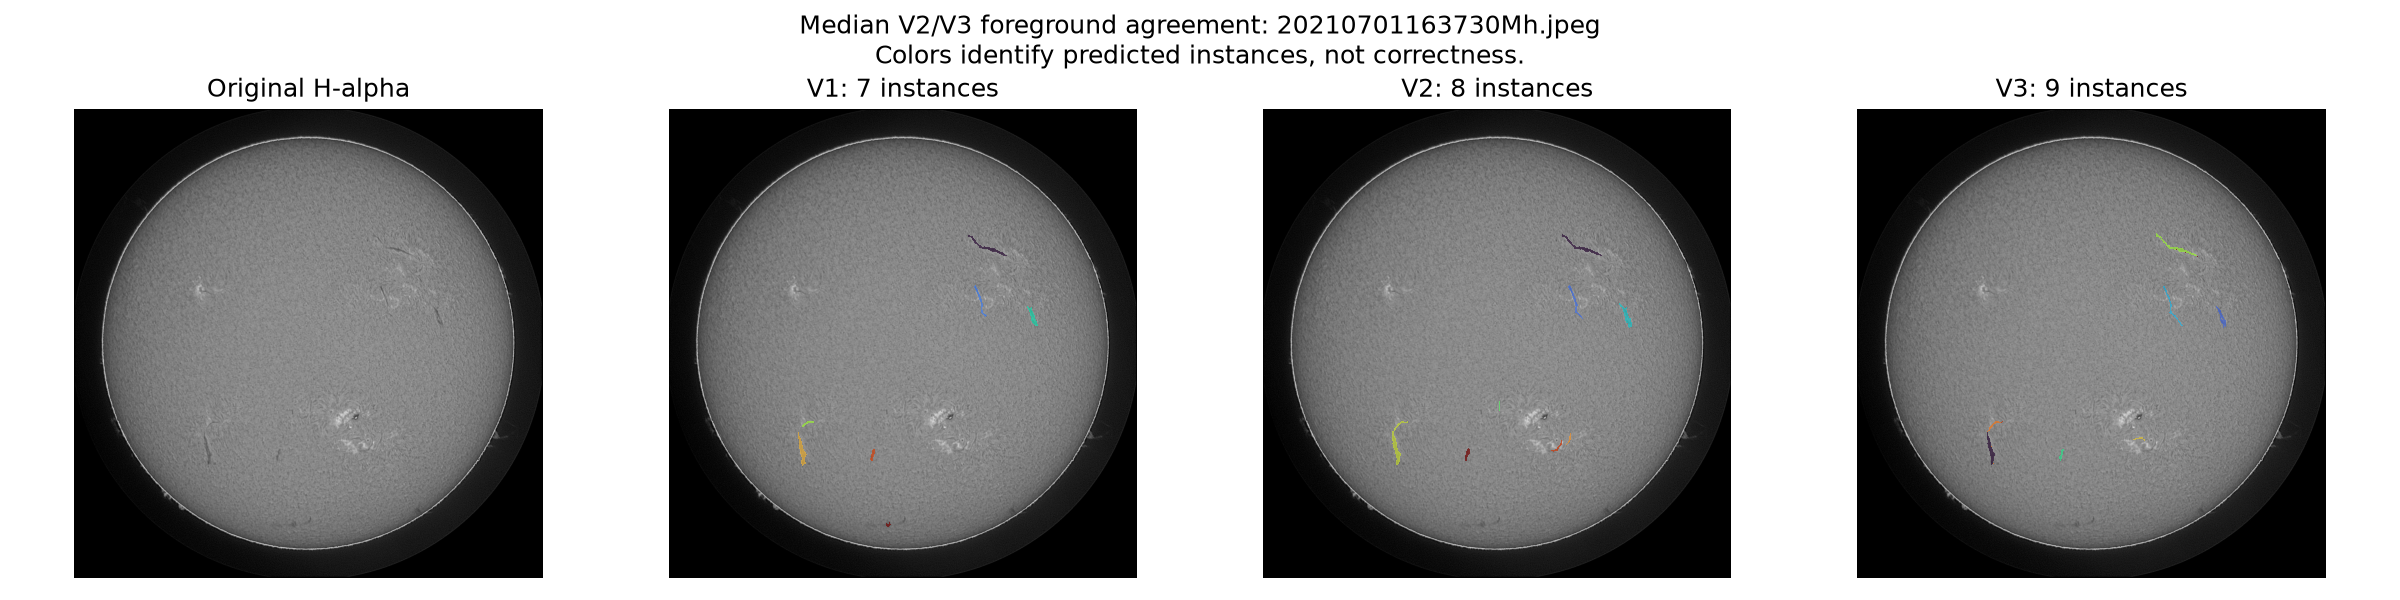 Median V2/V3 foreground agreement: 20210701163730Mh.jpeg
Colors identify predicted instances, not correctness.
Original H-alpha
V1: 7 instances
V2: 8 instances
V3: 9 instances